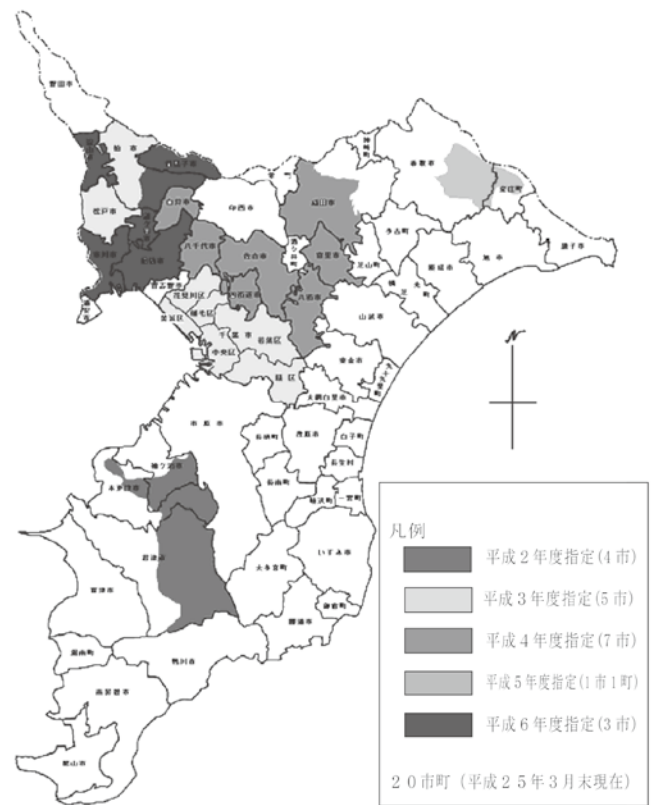 野田市
柏市
神崎町
香取市
東庄町
栄町
成田市
白井市
印西市
松戸市
八千代市
佐倉市
酒々井町
富里市
多古町
旭市
銚子市
匝瑳市
市川市
船橋市
芝山町
横芝光町
四街道市
八街市
習志野市
花見川区
浦安市
稲毛区
山武市
美浜区
千葉市
若葉区
中央区
東金市
九十九里町
緑区
大網白里市
市原市
長柄町
茂原市
白子町
袖ケ浦市
長生村
木更津市
長南町
睦沢町
一宮町
君津市
いすみ市
大多喜町
富津市
御宿町
勝浦市
鋸南町
鴨川市
南房総市
館山市
N
凡例
平成2年度指定(4市)
平成3年度指定(5市)
平成4年度指定(7市)
平成5年度指定(1市1町)
平成6年度指定(3市)
20市町 (平成25年3月末現在)